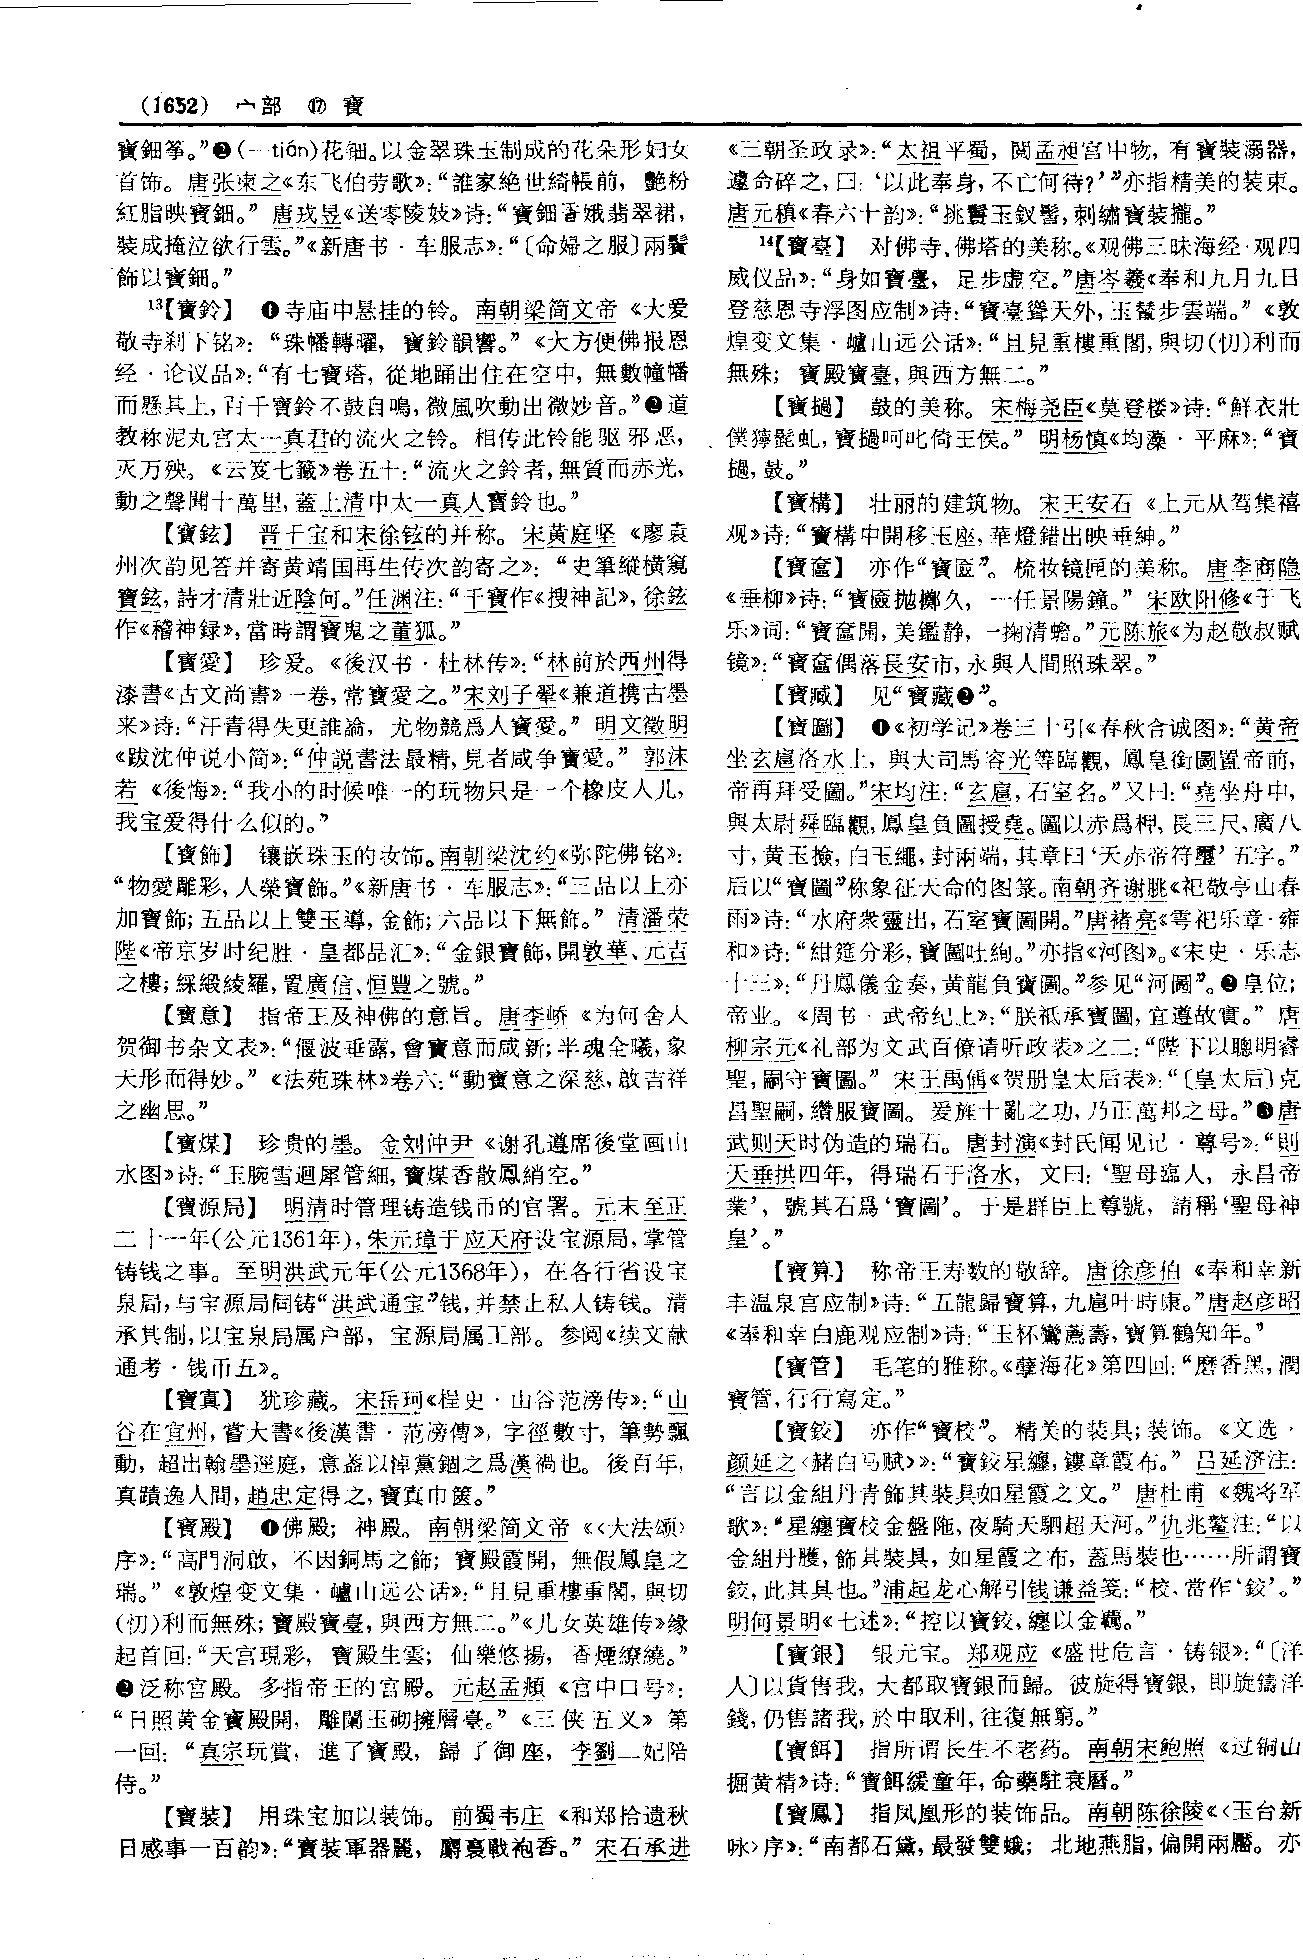 (1652) 宀部 ⑰ 寶
寶鈿筝。”❷(—tián)花钿。以金翠珠玉制成的花朵形妇女
首饰。唐张柬之《东飞伯劳歌》：“誰家絶世綺帳前，艷粉
紅脂映寶鈿。” 唐戎昱《送零陵妓》诗：“寶鈿香娥翡翠裙，
裝成掩泣欲行雲。”《新唐书·车服志》：“〔命婦之服〕兩鬢
飾以寶鈿。”
13【寶鈴】 ❶寺庙中悬挂的铃。南朝梁简文帝《大爱
敬寺刹下铭》：“珠幡轉曜，寶鈴韻響。”《大方便佛报恩
经·论议品》：“有七寶塔，從地踊出住在空中，無數幢幡
而懸其上，百千寶鈴不鼓自鳴，微風吹動出微妙音。”❷道
教称泥丸宫太一真君的流火之铃。相传此铃能驱邪恶，
灭万殃。《云笈七籤》卷五十：“流火之鈴者，無質而赤光，
動之聲聞十萬里，蓋上清中太一真人寶鈴也。”
【寶鉉】 晋干宝和宋徐铉的并称。宋黄庭坚《廖袁
州次韵见答并寄黄靖国再生传次韵寄之》：“史筆縱横窺
寶鉉，詩才清壯近陰何。”任渊注：“干寶作《搜神記》，徐鉉
作《稽神録》，當時謂寶鬼之董狐。”
【寶愛】 珍爱。《後汉书·杜林传》：“林前於西州得
漆書《古文尚書》一卷，常寶愛之。”宋刘子翚《兼道携古墨
来》诗：“汗青得失更誰論，尤物競爲人寶愛。” 明文徵明
《跋沈仲说小简》：“仲説書法最精，見者咸争寶愛。” 郭沫
若《後悔》：“我小的时候唯一的玩物只是一个橡皮人儿，
我宝爱得什么似的。”
【寶飾】 镶嵌珠玉的妆饰。南朝梁沈约《弥陀佛铭》：
“物愛雕彩，人榮寶飾。”《新唐书·车服志》：“三品以上亦
加寶飾；五品以上雙玉導，金飾；六品以下無飾。” 清潘荣
陛《帝京岁时纪胜·皇都品汇》：“金銀寶飾，開敦華、元吉
之樓；綵緞綾羅，置廣信、恒豐之號。”
【寶意】 指帝王及神佛的意旨。唐李峤《为何舍人
贺御书杂文表》：“偃波垂露，會寶意而咸新；半魂全曦，象
天形而得妙。”《法苑珠林》卷六：“動寶意之深慈，啟吉祥
之幽思。”
【寶煤】 珍贵的墨。金刘仲尹《谢孔遵席後堂画山
水图》诗：“玉腕雪迴犀管細，寶煤香散鳳綃空。”
【寶源局】 明清时管理铸造钱币的官署。元末至正
二十一年(公元1361年)，朱元璋于应天府设宝源局，掌管
铸钱之事。至明洪武元年(公元1368年)，在各行省设宝
泉局，与宝源局同铸“洪武通宝”钱，并禁止私人铸钱。清
承其制，以宝泉局属户部，宝源局属工部。参阅《续文献
通考·钱币五》。
【寶真】 犹珍藏。宋岳珂《桯史·山谷范滂传》：“山
谷在宜州，嘗大書《後漢書·范滂傳》，字徑數寸，筆勢飄
動，超出翰墨逕庭，意蓋以悼黨錮之爲漢禍也。後百年，
真蹟逸人間，趙忠定得之，寶真巾篋。”
【寶殿】 ❶佛殿；神殿。南朝梁简文帝《〈大法颂〉
序》：“高門洞啟，不因銅馬之飾；寶殿霞開，無假鳳皇之
瑞。”《敦煌变文集·嵖山远公话》：“且見重樓重閣，與切
(忉)利而無殊；寶殿寶臺，與西方無二。”《儿女英雄传》缘
起首回：“天宫現彩，寶殿生雲；仙樂悠揚，香煙繚繞。”
❷泛称宫殿。多指帝王的宫殿。元赵孟頫《宫中口号》：
“日照黄金寶殿開，雕闌玉砌擁層臺。”《三侠五义》第
一回：“真宗玩賞，進了寶殿，歸了御座，李劉二妃陪
侍。”
【寶裝】 用珠宝加以装饰。前蜀韦庄《和郑拾遗秋
日感事一百韵》：“寶裝軍器麗，麝裛戰袍香。” 宋石承进
《三朝圣政录》：“太祖平蜀，閲孟昶宫中物，有寶裝溺器，
遽命碎之，曰：‘以此奉身，不亡何待？’”亦指精美的装束。
唐元稹《春六十韵》：“挑鬟玉釵髻，刺繡寶装攏。”
14【寶臺】 对佛寺、佛塔的美称。《观佛三昧海经·观四
威仪品》：“身如寶臺，足步虚空。”唐岑羲《奉和九月九日
登慈恩寺浮图应制》诗：“寶臺聳天外，玉輦步雲端。”《敦
煌变文集·嵖山远公话》：“且見重樓重閣，與切(忉)利而
無殊；寶殿寶臺，與西方無二。”
【寶撾】 鼓的美称。宋梅尧臣《莫登楼》诗：“鮮衣壯
僕獰髭虬，寶撾呵叱倚王侯。” 明杨慎《均藻·平麻》：“寶
撾，鼓。”
【寶構】 壮丽的建筑物。宋王安石《上元从驾集禧
观》诗：“寶構中開移玉座，華燈錯出映垂紳。”
【寶奩】 亦作“寶匳”。梳妆镜匣的美称。唐李商隐
《垂柳》诗：“寶匳抛擲久，一任景陽鐘。” 宋欧阳修《于飞
乐》词：“寶奩開，美鑑静，一掬清蟾。”元陈旅《为赵敬叔赋
镜》：“寶奩偶落長安市，永與人間照珠翠。”
【寶臧】 见“寶藏❷”。
【寶圖】 ❶《初学记》卷三十引《春秋合诚图》：“黄帝
坐玄扈洛水上，與大司馬容光等臨觀，鳳皇銜圖置帝前，
帝再拜受圖。”宋均注：“玄扈，石室名。”又曰：“堯坐舟中，
與太尉舜臨觀，鳳皇負圖授堯。圖以赤爲柙，長三尺，廣八
寸，黄玉撿，白玉繩，封兩端，其章曰‘天赤帝符璽’五字。”
后以“寶圖”称象征天命的图箓。南朝齐谢朓《祀敬亭山春
雨》诗：“水府衆靈出，石室寶圖開。”唐褚亮《雩祀乐章·雍
和》诗：“紺筵分彩，寶圖吐絢。”亦指《河图》。《宋史·乐志
十三》：“丹鳳儀金奏，黄龍負寶圖。”参见“河圖”。❷皇位；
帝业。《周书·武帝纪上》：“朕祗承寶圖，宜遵故實。” 唐
柳宗元《礼部为文武百僚请听政表》之二：“陛下以聰明睿
聖，嗣守寶圖。” 宋王禹偁《贺册皇太后表》：“〔皇太后〕克
昌聖嗣，纘服寶圖。爰旌十亂之功，乃正萬邦之母。”❸唐
武则天时伪造的瑞石。唐封演《封氏闻见记·尊号》：“則
天垂拱四年，得瑞石于洛水，文曰：‘聖母臨人，永昌帝
業’，號其石爲‘寶圖’。于是群臣上尊號，請稱‘聖母神
皇’。”
【寶算】 称帝王寿数的敬辞。唐徐彦伯《奉和幸新
丰温泉宫应制》诗：“五龍歸寶算，九扈叶時康。”唐赵彦昭
《奉和幸白鹿观应制》诗：“玉杯鸞薦壽，寶算鶴知年。”
【寶管】 毛笔的雅称。《孽海花》第四回：“磨香黑，潤
寶管，行行寫定。”
【寶鉸】 亦作“寶校”。精美的装具；装饰。《文选·
颜延之〈赭白马赋〉》：“寶鉸星纏，鏤章霞布。” 吕延济注：
“言以金組丹青飾其裝具如星霞之文。” 唐杜甫《魏将军
歌》：“星纏寶校金盤陁，夜騎天駟超天河。”仇兆鳌注：“以
金組丹雘，飾其裝具，如星霞之布，蓋馬裝也……所謂寶
鉸，此其具也。”浦起龙心解引钱谦益笺：“校，當作‘鉸’。”
明何景明《七述》：“控以寶鉸，纏以金羈。”
【寶銀】 银元宝。郑观应《盛世危言·铸银》：“〔洋
人〕以貨售我，大都取寶銀而歸。彼旋得寶銀，即旋鑄洋
錢，仍售諸我，於中取利，往復無窮。”
【寶餌】 指所谓长生不老药。南朝宋鲍照《过铜山
掘黄精》诗：“寶餌緩童年，命藥駐衰曆。”
【寶鳳】 指凤凰形的装饰品。南朝陈徐陵《〈玉台新
咏〉序》：“南都石黛，最發雙蛾；北地燕脂，偏開兩靨。亦